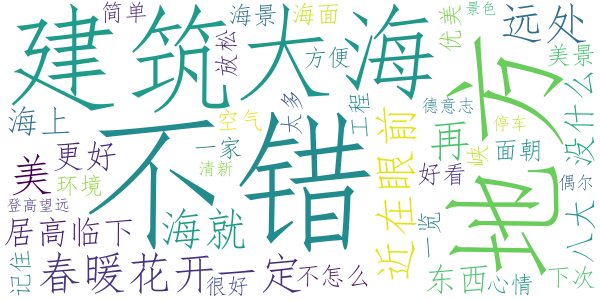 简单
海景
海面
优美
景色
远处
建筑
大海
放松
方便
美景
地方
海上
空气
太多
工程
德意志
停车
没什么
不错
一家
清新
近在眼前
再
峡
面朝
美
更好
环境
好看
偶尔
登高望远
居高临下
海就
一览
八大
记住
春暖花开
一定
很好
不怎么
东西
心情
下次